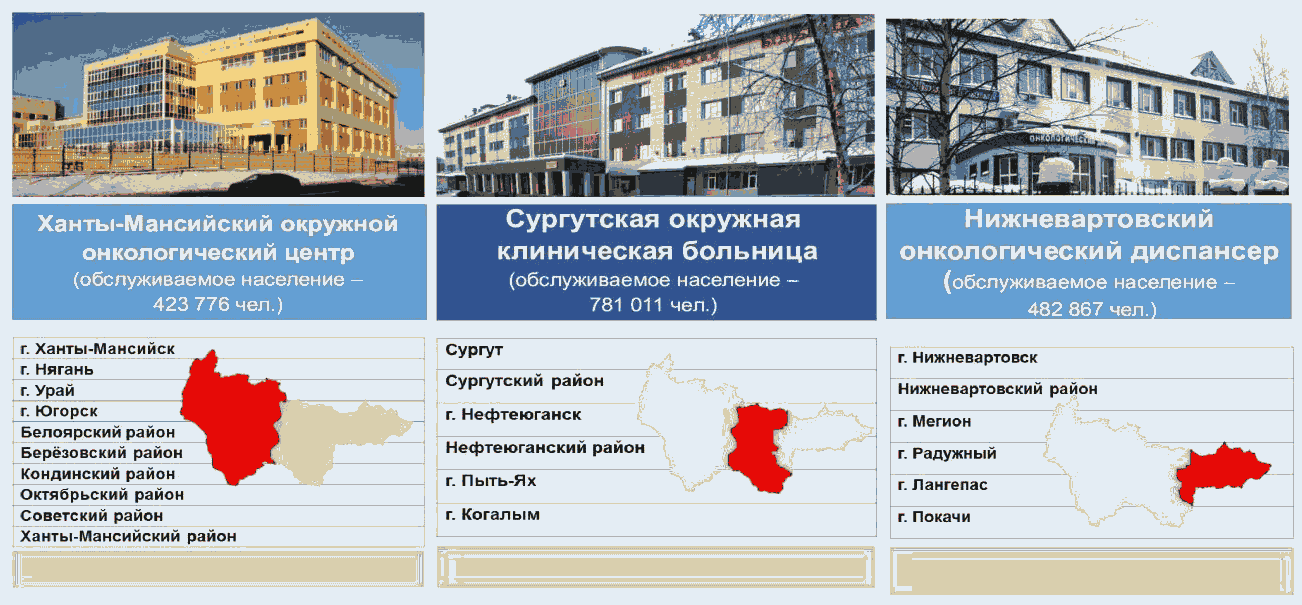 БОЛЬНИЦА
ОНКОЛОГИЧЕСК
Ханты-Мансийский окружной
онкологический центр
(обслуживаемое население –
423 776 чел.)
Сургутская окружная
клиническая больница
(обслуживаемое население –
781 011 чел.)
Нижневартовский
онкологический диспансер
(обслуживаемое население –
482 867 чел.)
г. Ханты-Мансийск
г. Нягань
г. Урай
г. Югорск
Белоярский район
Берёзовский район
Кондинский район
Октябрьский район
Советский район
Ханты-Мансийский район
Сургут
Сургутский район
г. Нефтеюганск
Нефтеюганский район
г. Пыть-Ях
г. Когалым
г. Нижневартовск
Нижневартовский район
г. Мегион
г. Радужный
г. Лангепас
г. Покачи